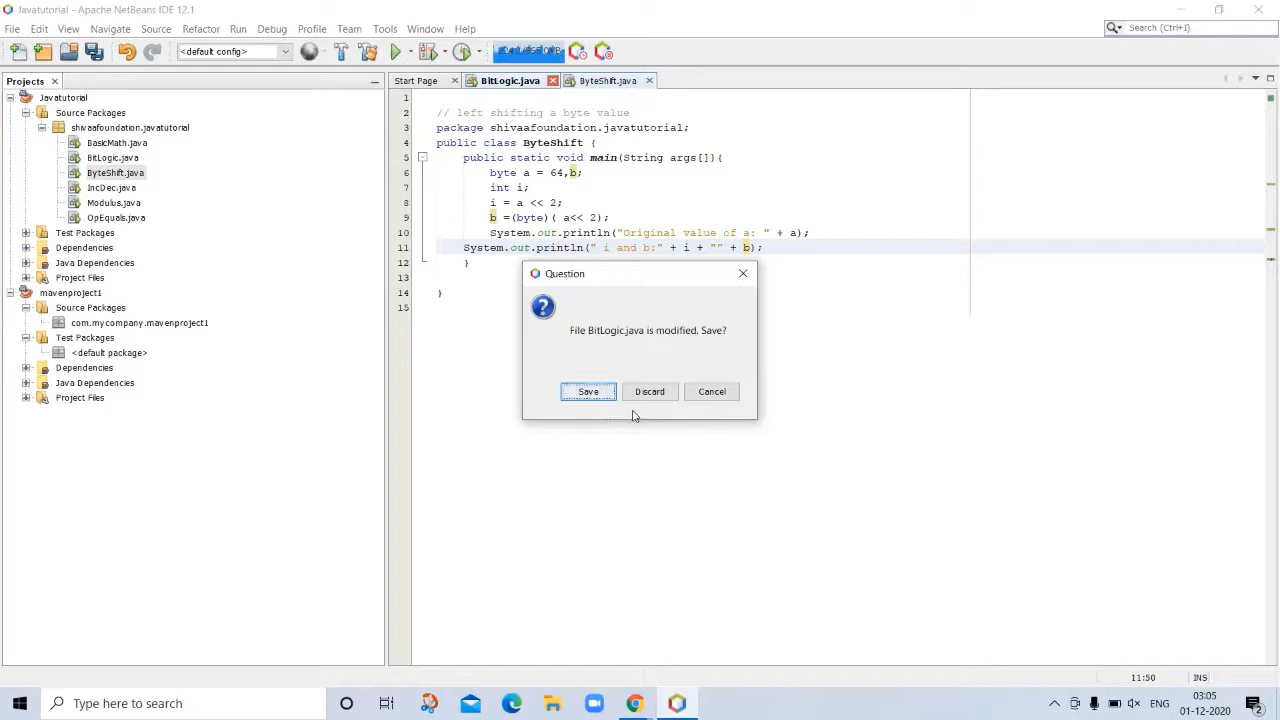 Javatutorial - Apache NetBeans IDE 12.1
File Edit View Navigate Source Refactor Run Debug Profile Team Tools Window Help
Search (Ctrl+I)
<default config>
Projects
Start Page
BitLogic.java
ByteShift.java
Javatutorial
Source Packages
shivaafoundation.javatutorial
BasicMath.java
BitLogic.java
ByteShift.java
IncDec.java
Modulus.java
OpEquals.java
Test Packages
Dependencies
Java Dependencies
Project Files
mavenproject1
Source Packages
com.mycompany.mavenproject1
Test Packages
<default package>
Dependencies
Java Dependencies
Project Files
1
2 // left shifting a byte value
3 package shivaafoundation.javatutorial;
4 public class ByteShift {
5 public static void main(String args[]){
6 byte a = 64,b;
7 int i;
8 i = a << 2;
9 b =(byte)( a<< 2);
10 System.out.println("Original value of a: " + a);
11 System.out.println(" i and b:" + i + "" + b);
12 }
13
14 }
15
Question
File BitLogic.java is modified. Save?
Save Discard Cancel
11:50 INS
Type here to search
ENG
03:05
01-12-2020
2